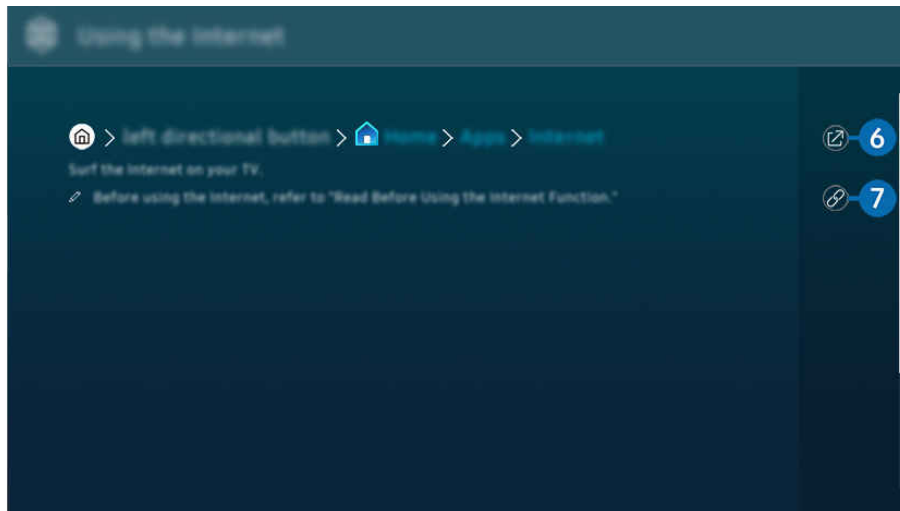 Using the Internet
> left directional button > Home > Apps > Internet
6
Surf the Internet on your TV.
Before using the Internet, refer to "Read Before Using the Internet Function."
7